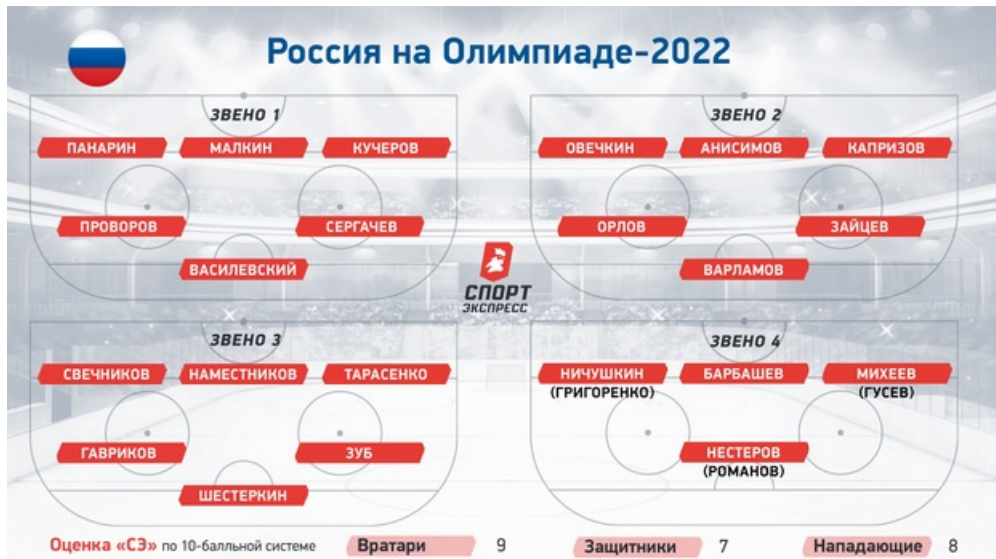 Россия на Олимпиаде-2022
ЗВЕНО 1
ПАНАРИН МАЛКИН КУЧЕРОВ
ПРОВОРОВ СЕРГАЧЕВ
ВАСИЛЕВСКИЙ
ЗВЕНО 2
ОВЕЧКИН АНИСИМОВ КАПРИЗОВ
ОРЛОВ ЗАЙЦЕВ
ВАРЛАМОВ
СПОРТ
ЭКСПРЕСС
ЗВЕНО 3
СВЕЧНИКОВ НАМЕСТНИКОВ ТАРАСЕНКО
ГАВРИКОВ ЗУБ
ШЕСТЕРКИН
ЗВЕНО 4
НИЧУШКИН БАРБАШЕВ МИХЕЕВ
(ГРИГОРЕНКО) (ГУСЕВ)
НЕСТЕРОВ
(РОМАНОВ)
Оценка «СЭ» по 10-балльной системе Вратари 9 Защитники 7 Нападающие 8